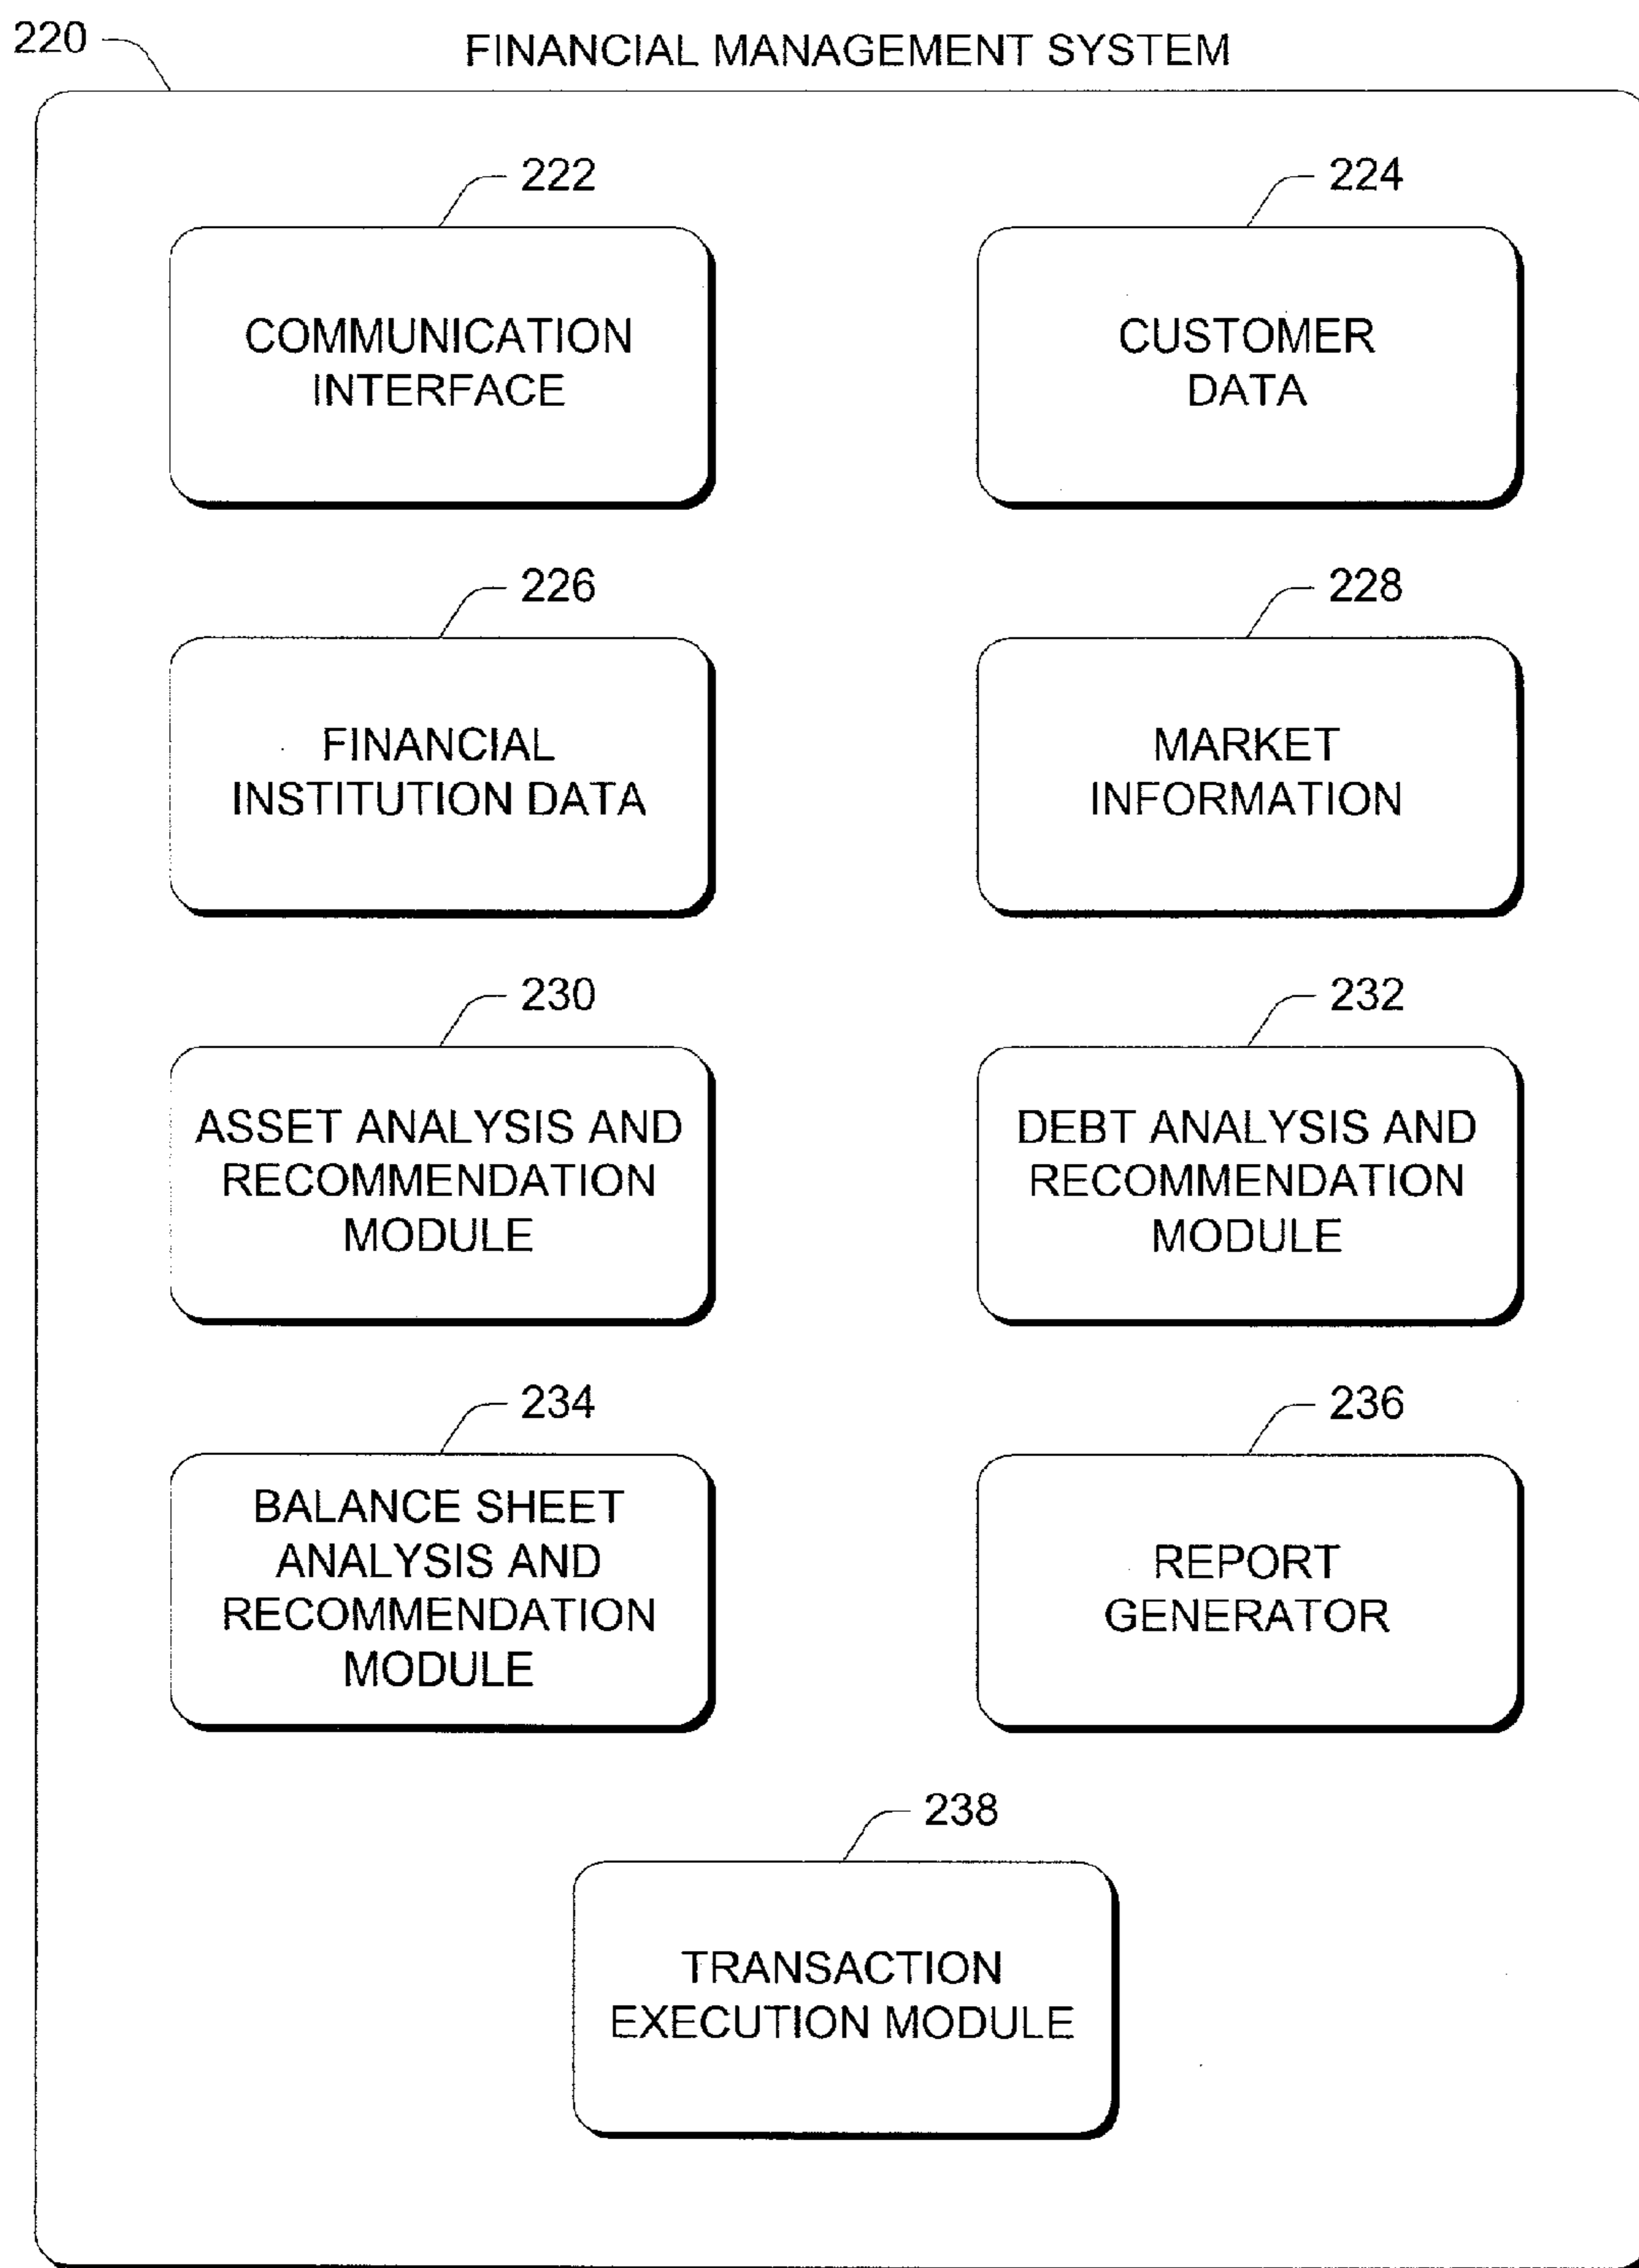 220
FINANCIAL MANAGEMENT SYSTEM
222
COMMUNICATION
INTERFACE
224
CUSTOMER
DATA
226
FINANCIAL
INSTITUTION DATA
228
MARKET
INFORMATION
230
ASSET ANALYSIS AND
RECOMMENDATION
MODULE
232
DEBT ANALYSIS AND
RECOMMENDATION
MODULE
234
BALANCE SHEET
ANALYSIS AND
RECOMMENDATION
MODULE
236
REPORT
GENERATOR
238
TRANSACTION
EXECUTION MODULE